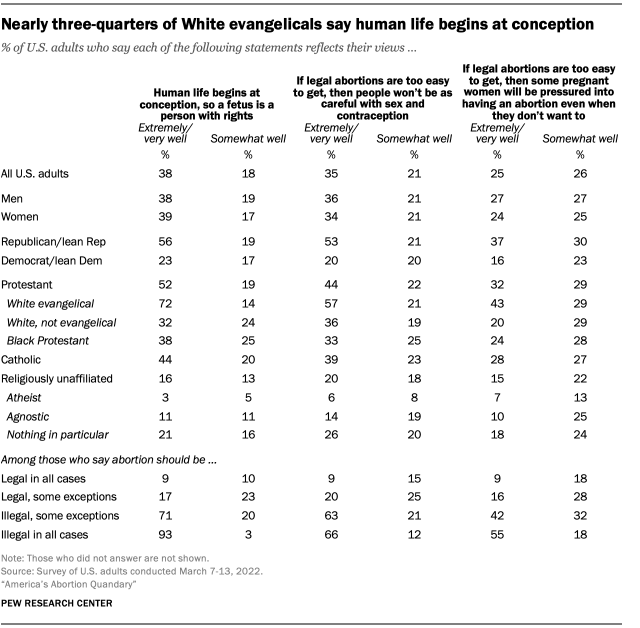 Nearly three-quarters of White evangelicals say human life begins at conception
% of U.S. adults who say each of the following statements reflects their views ...
Human life begins at
conception, so a fetus is a
person with rights
If legal abortions are too easy
to get, then people won't be as
careful with sex and
contraception
If legal abortions are too easy
to get, then some pregnant
women will be pressured into
having an abortion even when
they don't want to
Extremely/
very well Somewhat well Extremely/
very well Somewhat well Extremely/
very well Somewhat well
% % % % % %
All U.S. adults 38 18 35 21 25 26
Men 38 19 36 21 27 27
Women 39 17 34 21 24 25
Republican/lean Rep 56 19 53 21 37 30
Democrat/lean Dem 23 17 20 20 16 23
Protestant 52 19 44 22 32 29
White evangelical 72 14 57 21 43 29
White, not evangelical 32 24 36 19 20 29
Black Protestant 38 25 33 25 24 28
Catholic 44 20 39 23 28 27
Religiously unaffiliated 16 13 20 18 15 22
Atheist 3 5 6 8 7 13
Agnostic 11 11 14 19 10 25
Nothing in particular 21 16 26 20 18 24
Among those who say abortion should be ...
Legal in all cases 9 10 9 15 9 18
Legal, some exceptions 17 23 20 25 16 28
Illegal, some exceptions 71 20 63 21 42 32
Illegal in all cases 93 3 66 12 55 18
Note: Those who did not answer are not shown.
Source: Survey of U.S. adults conducted March 7-13, 2022.
"America's Abortion Quandary"
PEW RESEARCH CENTER